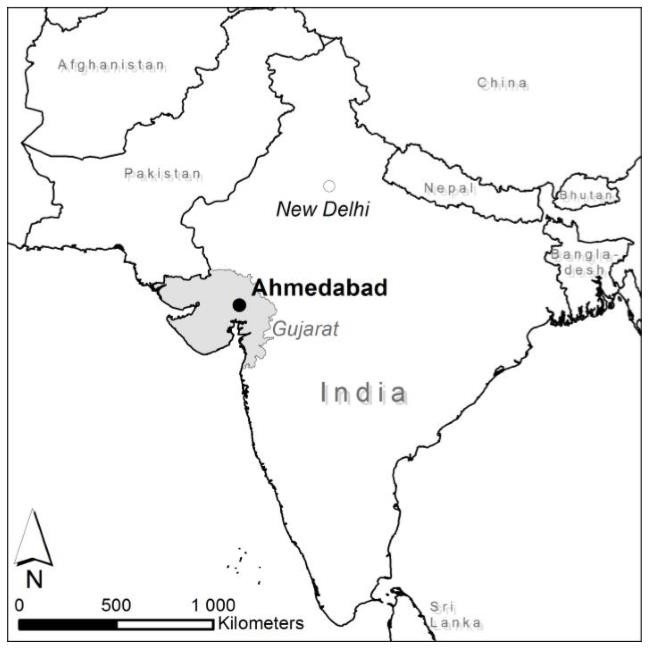 Afghanistan
China
Pakistan
Nepal
Bhutan
New Delhi
Bangla-
desh
Ahmedabad
Gujarat
India
N
0 500 1 000
Kilometers
Sri
Lanka